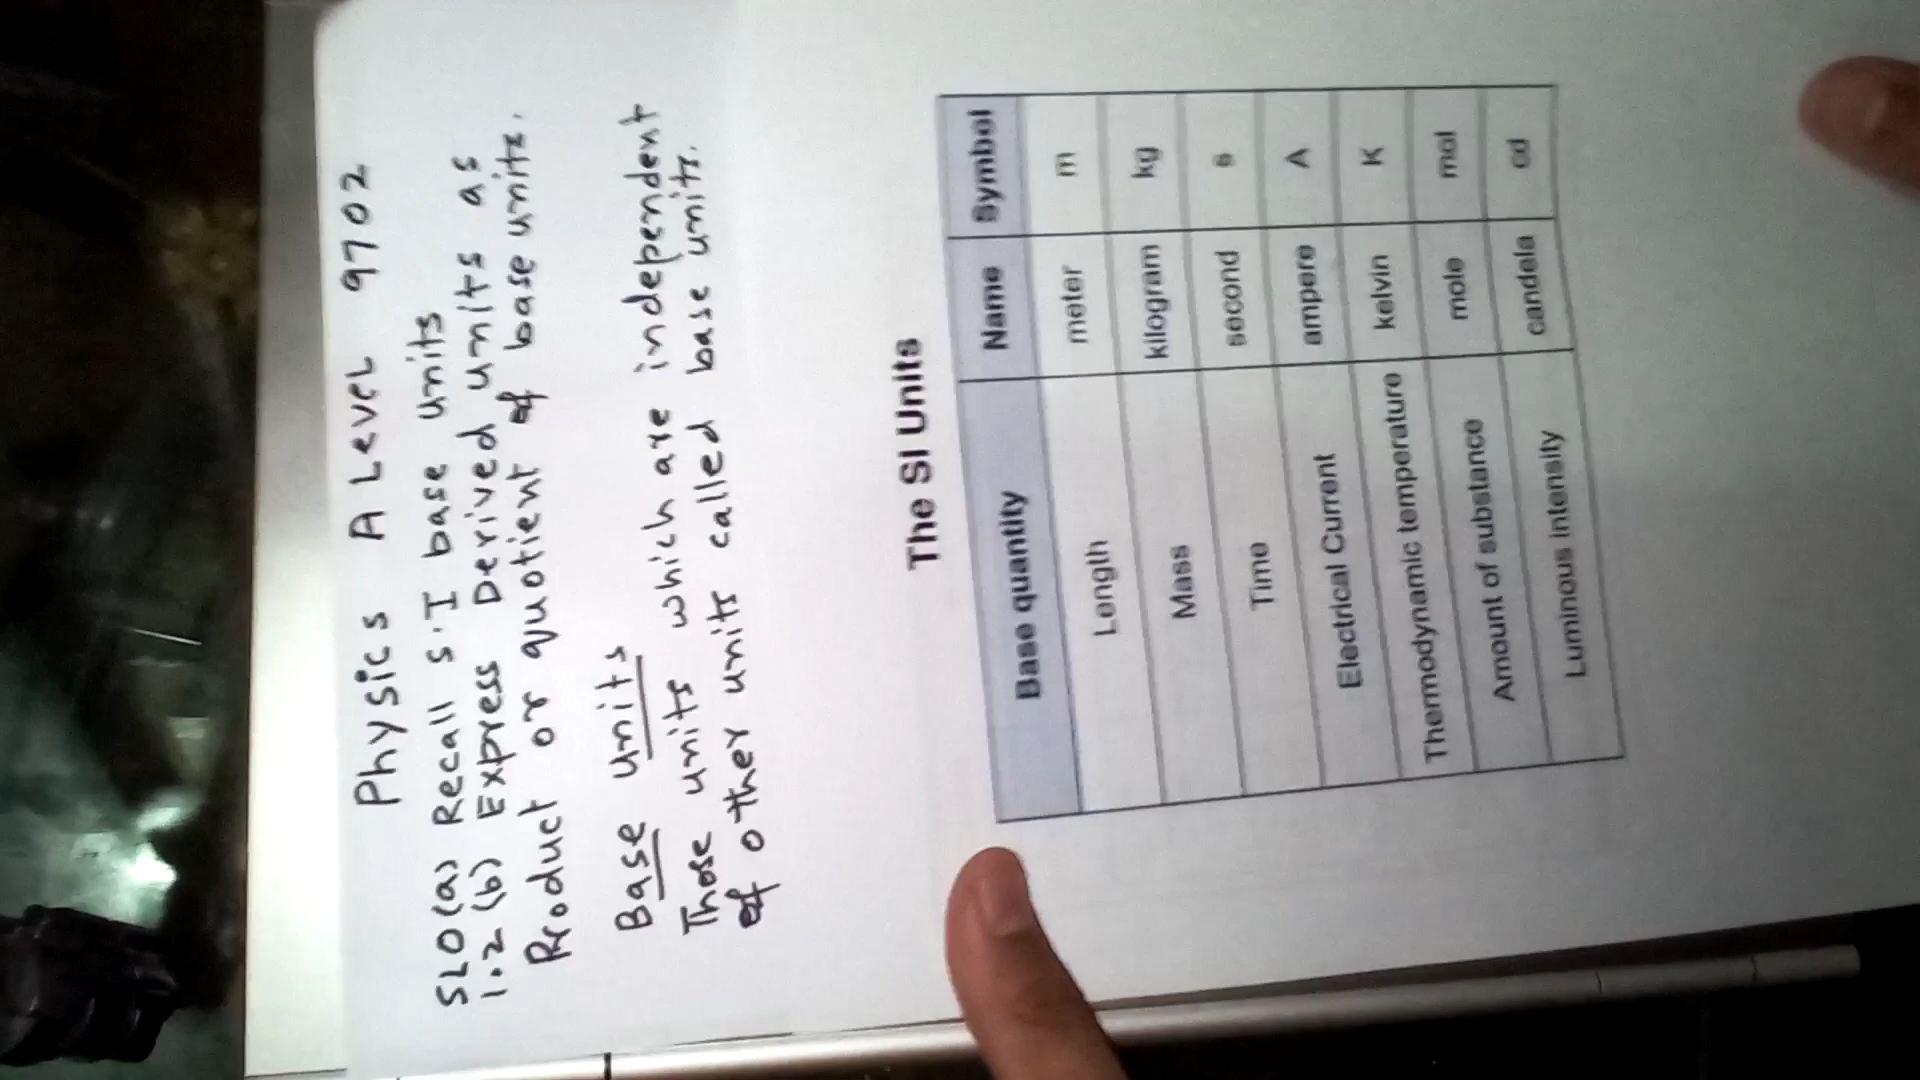 Physics A Level 9702
SLO (a) Recall S.I base units
1.2 (b) Express Derived units as
Product or quotient of base units.
Base units
Those units which are independent
of other units called base units.
The SI Units
Base quantity Name Symbol
Length meter m
Mass kilogram kg
Time second s
Electrical Current ampere A
Thermodynamic temperature kelvin K
Amount of substance mole mol
Luminous intensity candela cd